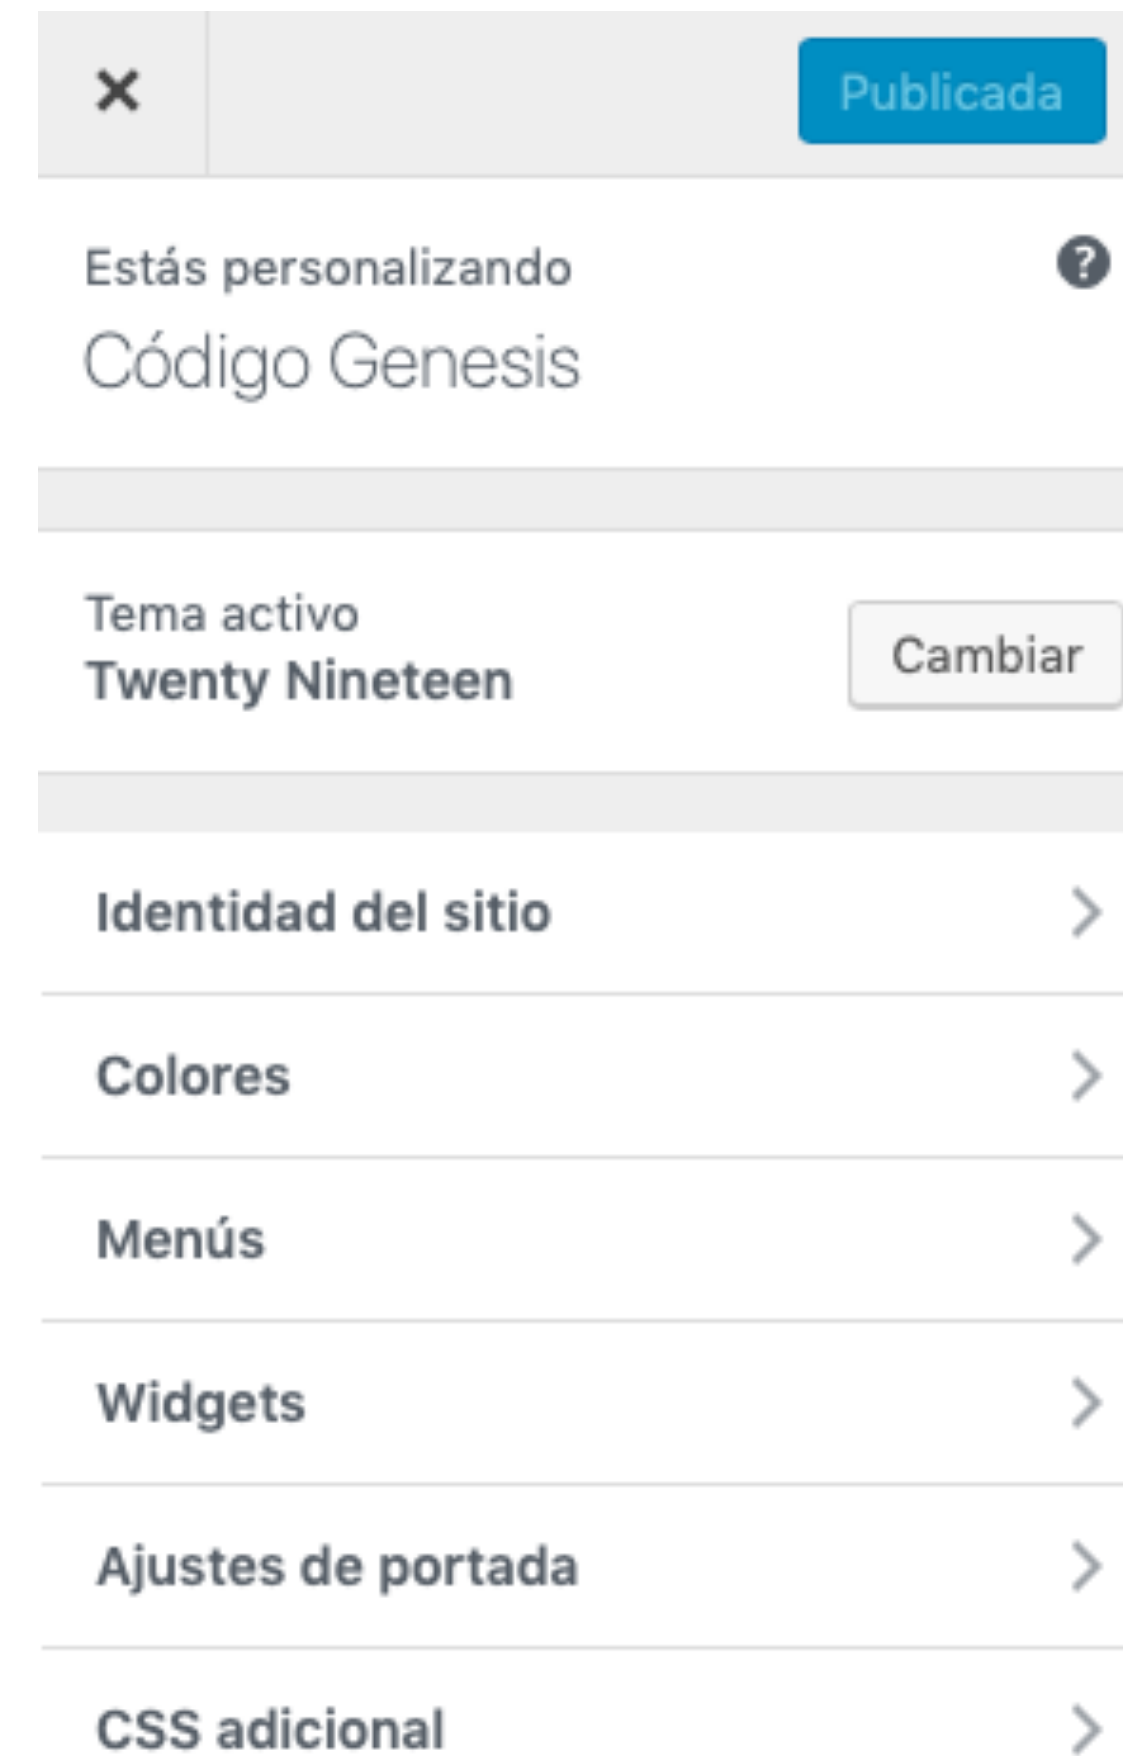 Publicada
Estás personalizando
Código Genesis
Tema activo
Twenty Nineteen
Cambiar
Identidad del sitio
Colores
Menús
Widgets
Ajustes de portada
CSS adicional